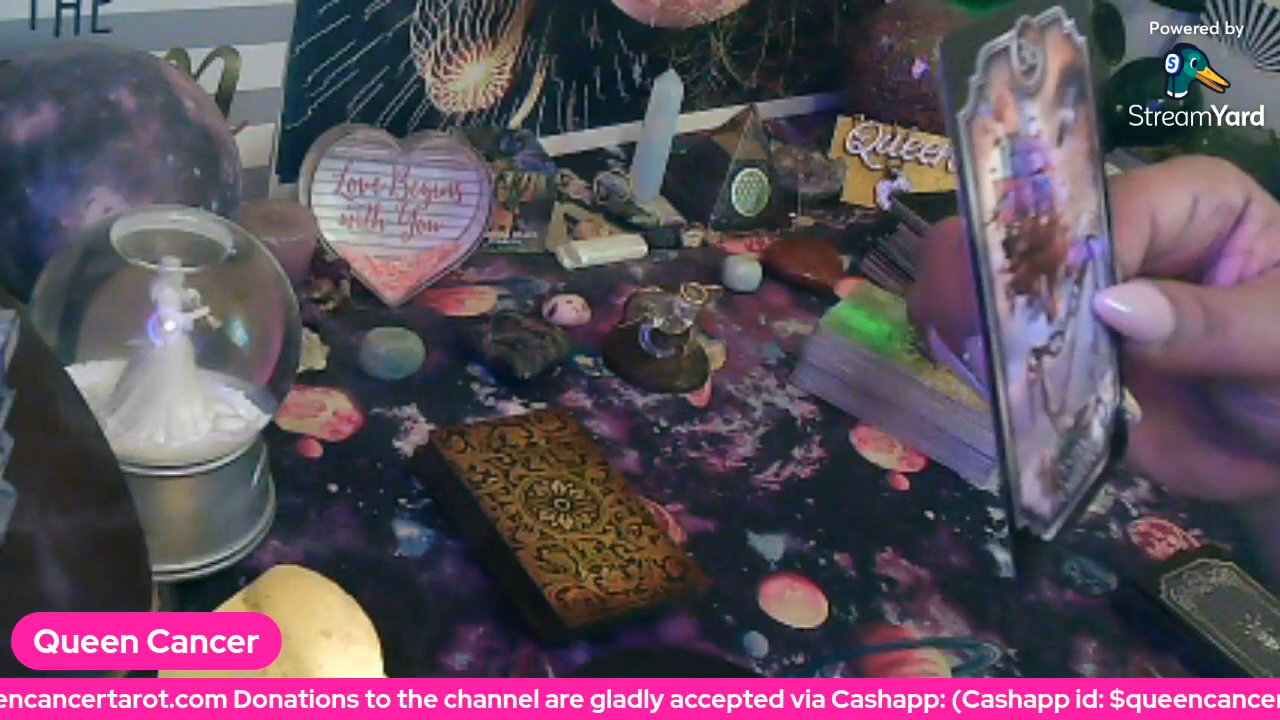 THE
Powered by
StreamYard
Love Begins
with You
Queen
Queen Cancer
encancertarot.com Donations to the channel are gladly accepted via Cashapp: (Cashapp id: $queencancer